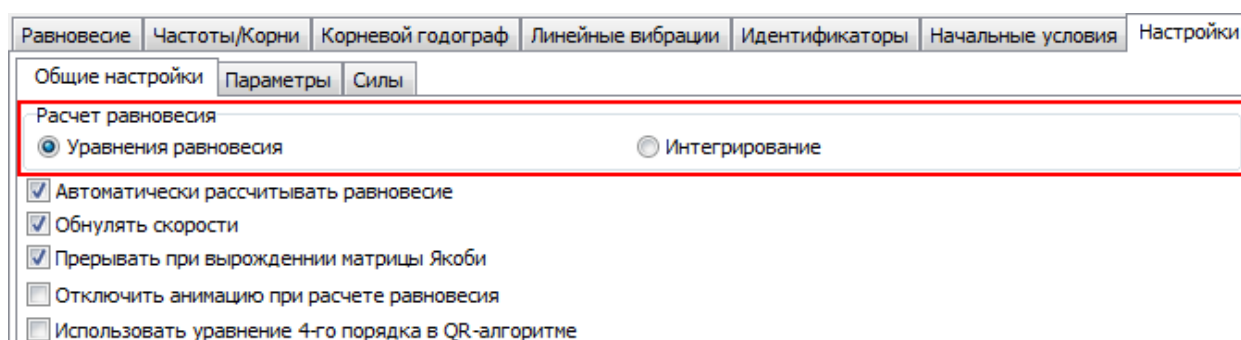 Равновесие Частоты/Корни Корневой годограф Линейные вибрации Идентификаторы Начальные условия Настройки
Общие настройки Параметры Силы
Расчет равновесия
Уравнения равновесия Интегрирование
Автоматически рассчитывать равновесие
Обнулять скорости
Прерывать при вырождении матрицы Якоби
Отключить анимацию при расчете равновесия
Использовать уравнение 4-го порядка в QR-алгоритме